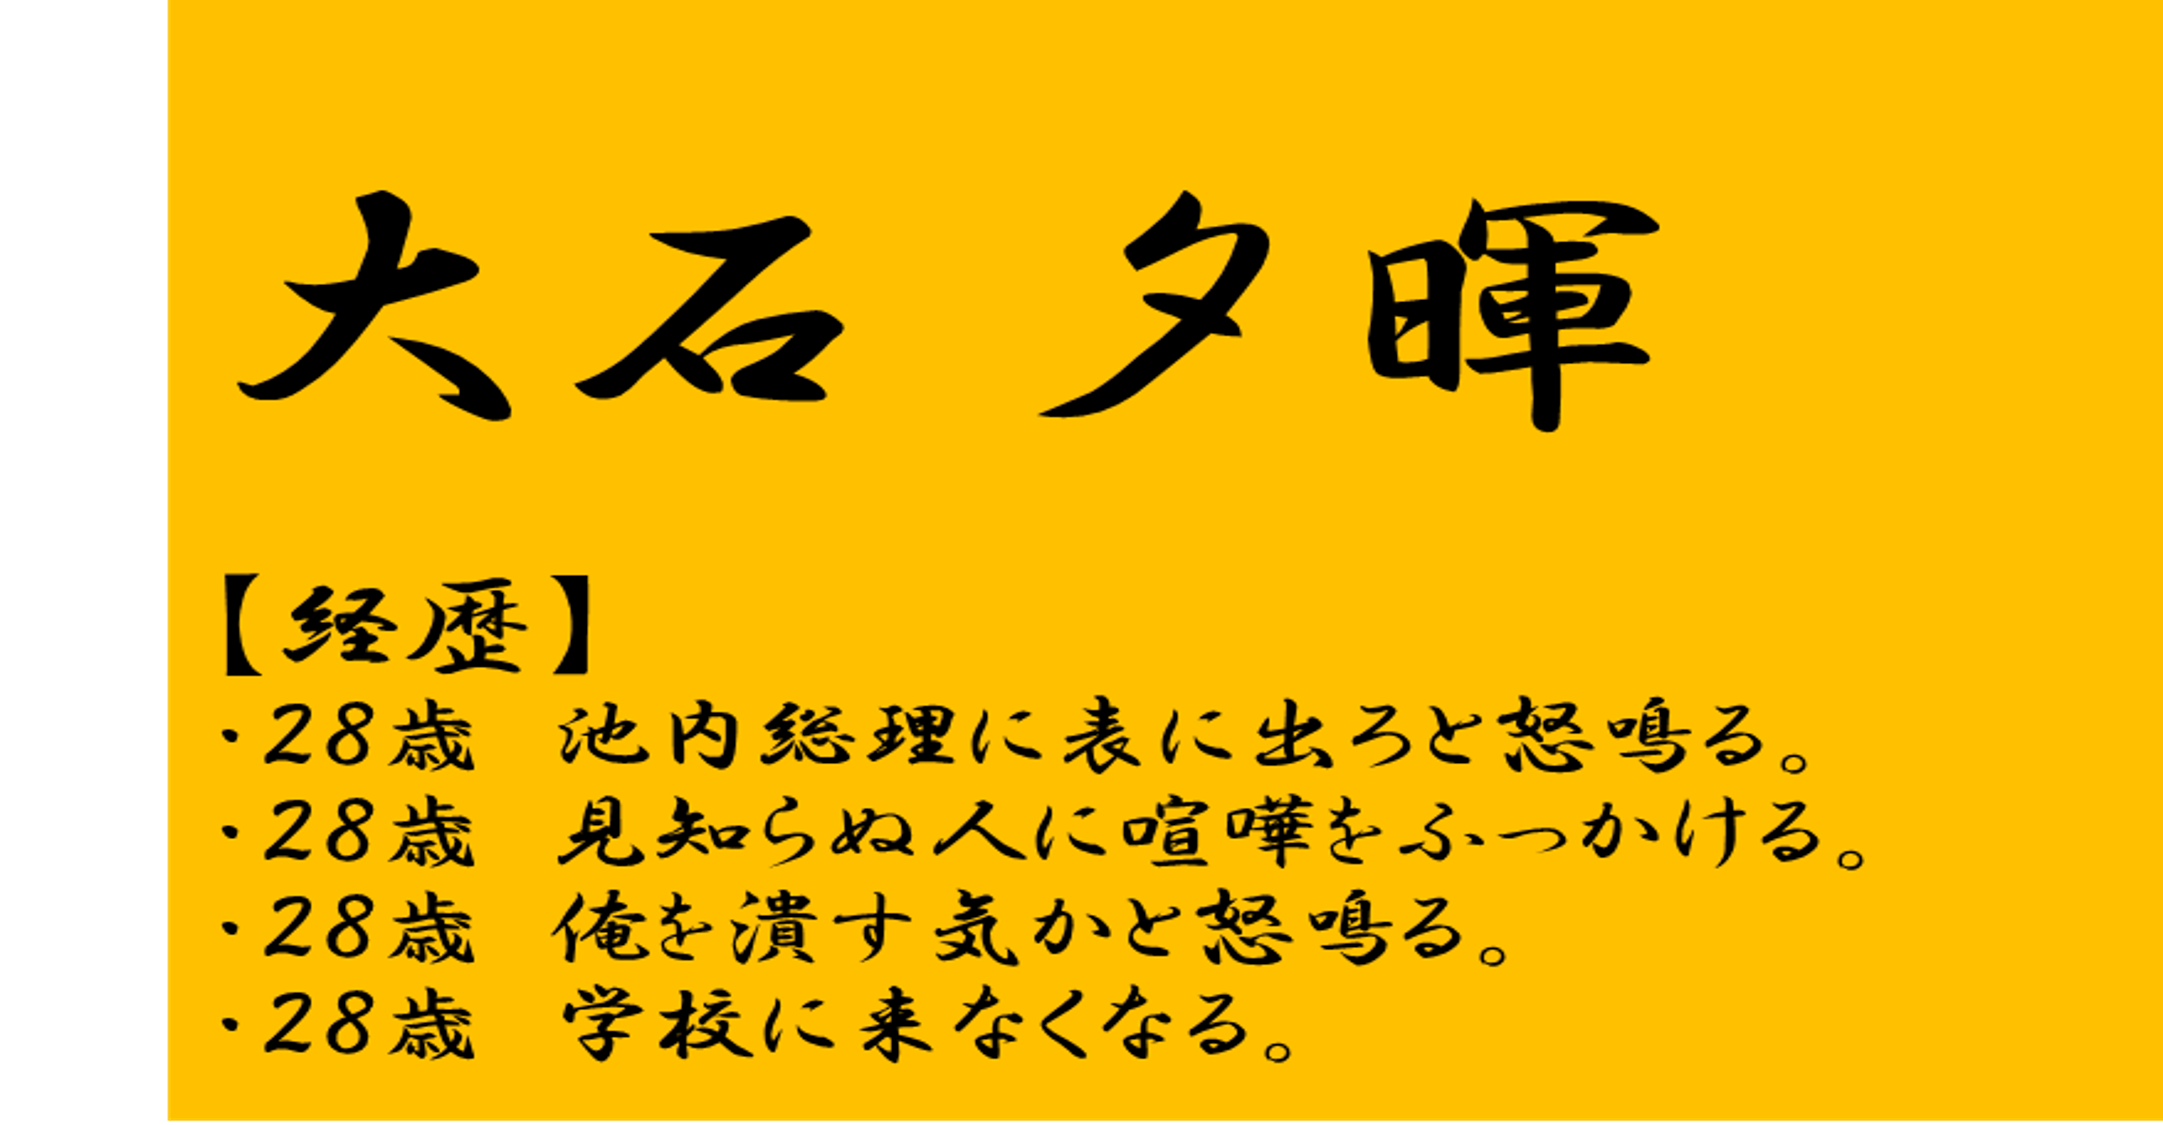 大石 夕暉
【経歴】
・28歳　池内総理に表に出ろと怒鳴る。
・28歳　見知らぬ人に喧嘩をふっかける。
・28歳　俺を潰す気かと怒鳴る。
・28歳　学校に来なくなる。